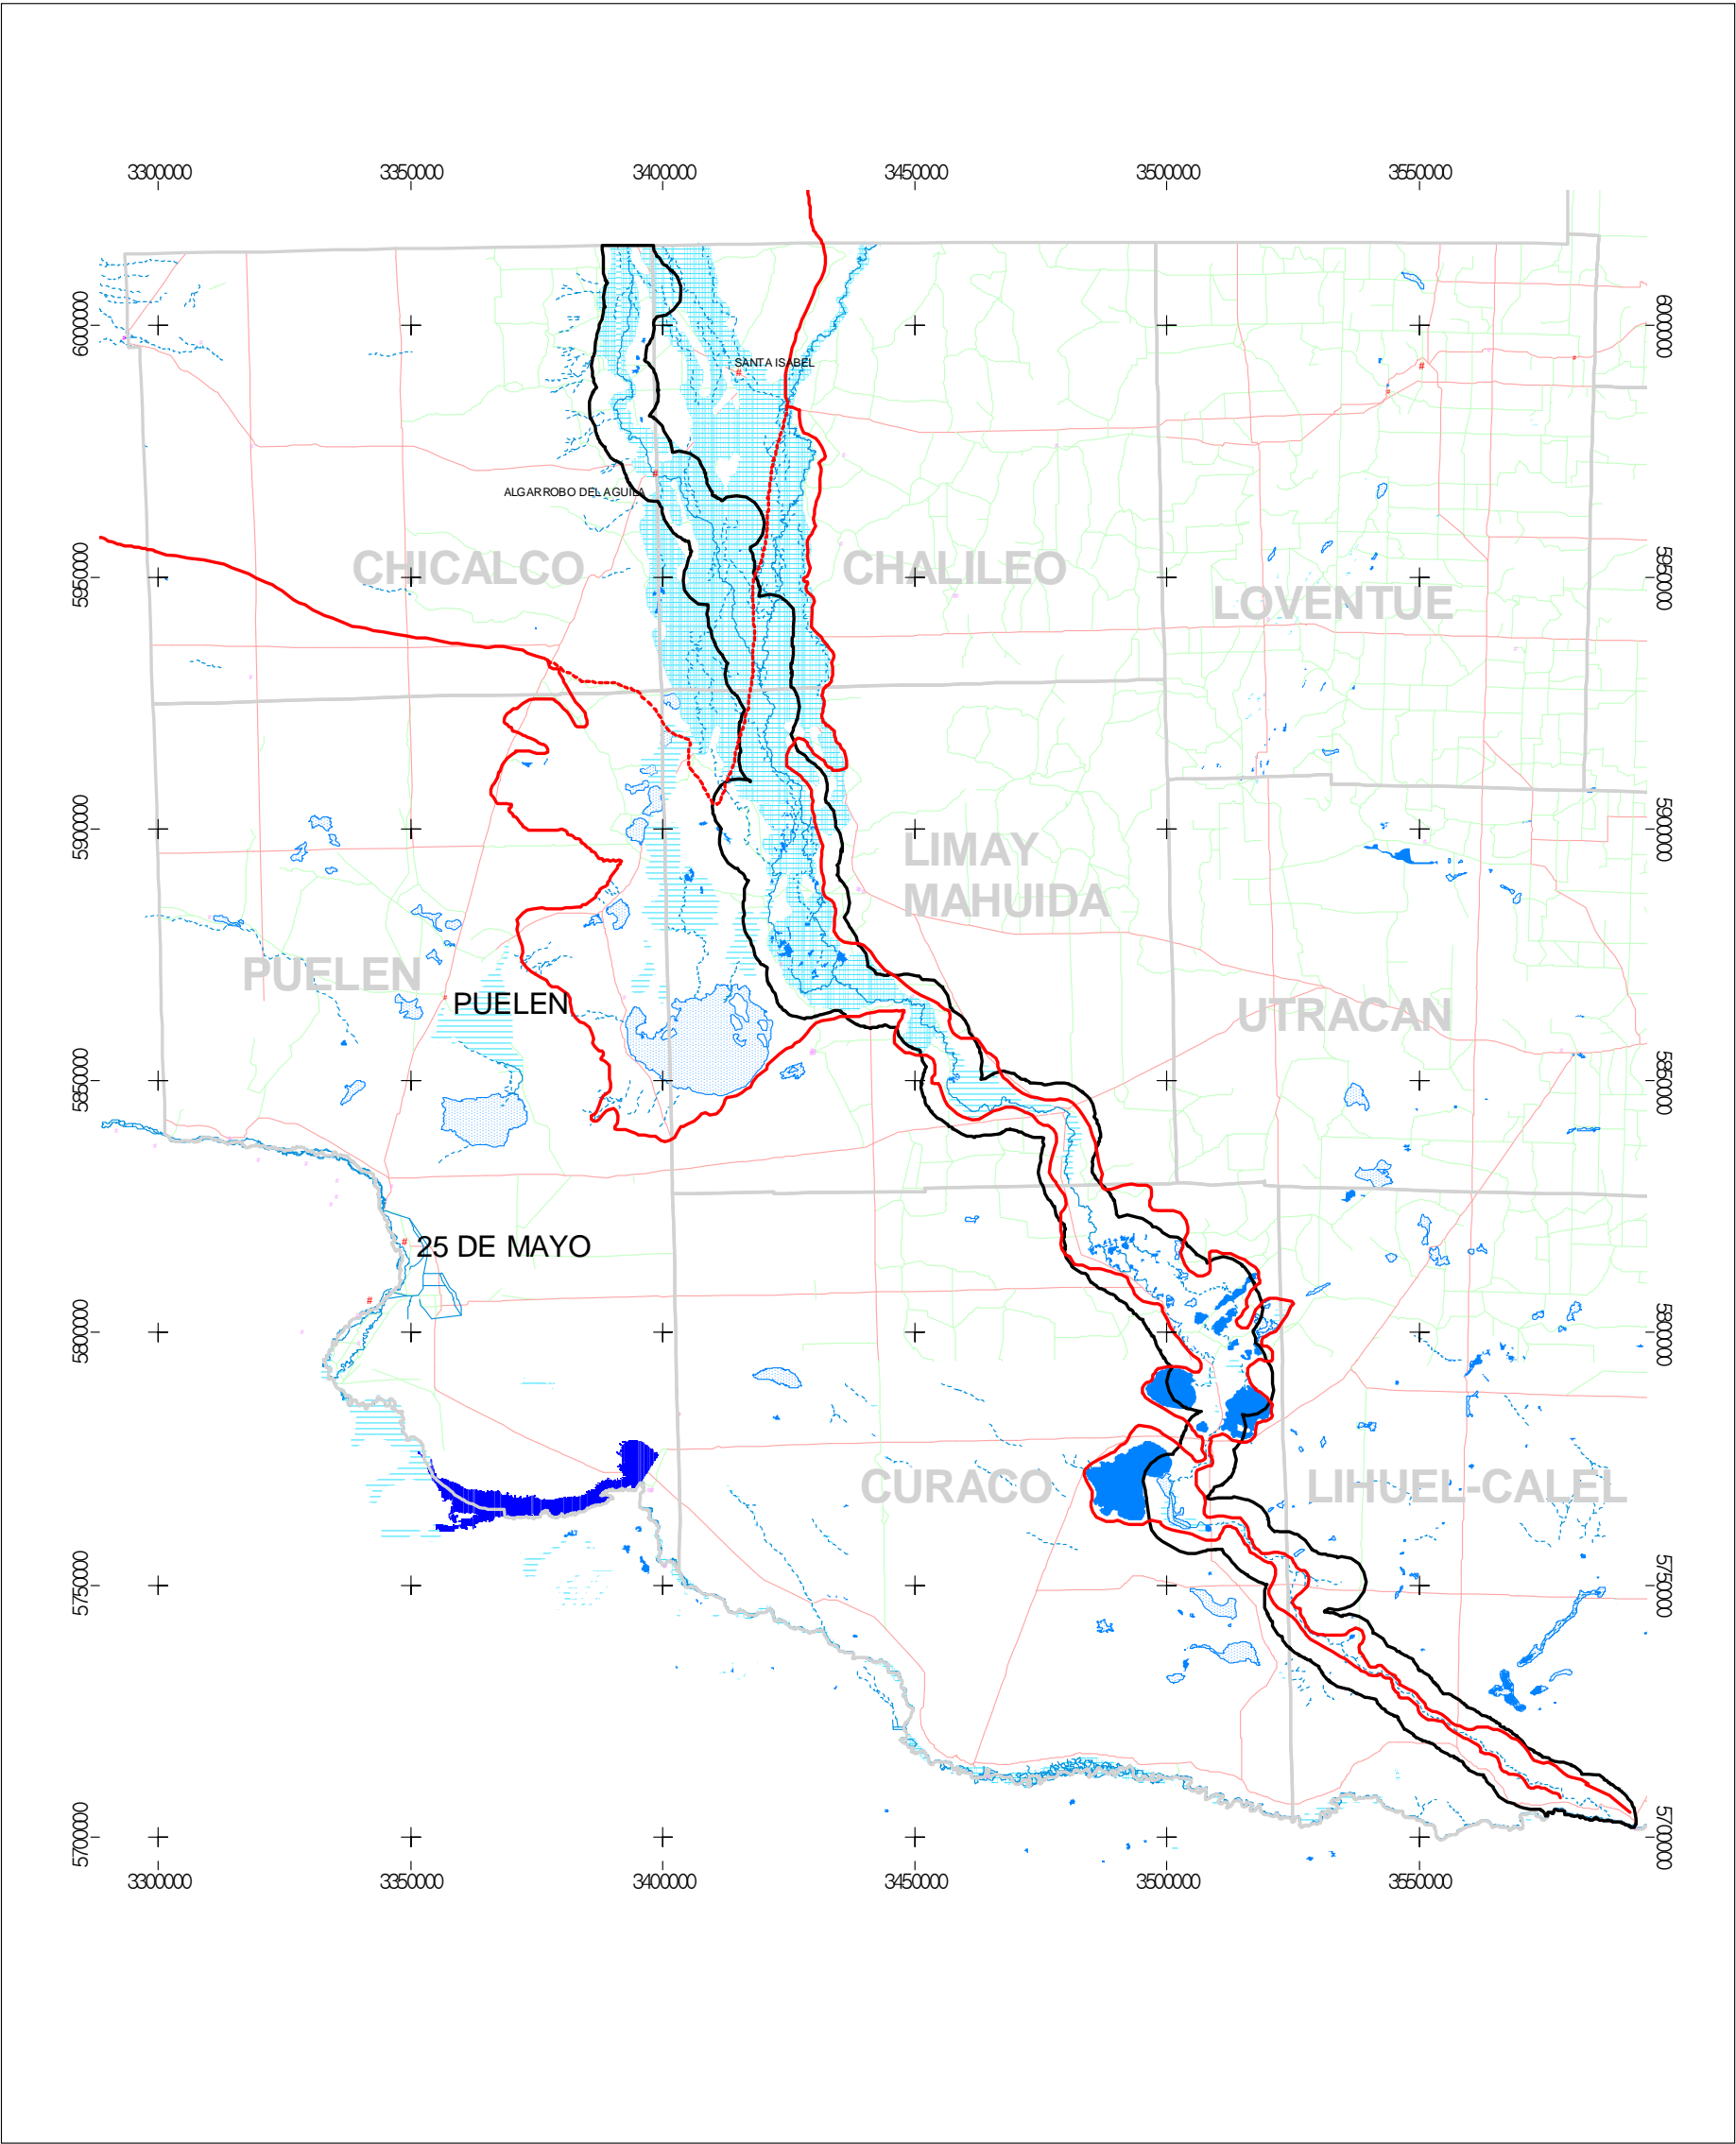 3300000 3350000 3400000 3450000 3500000 3550000
6000000 6000000
SANTA ISABEL
ALGARROBO DEL AGUILA
CHICALCO CHALILEO
5950000 5950000
LOVENTUE
5900000 5900000
LIMAY
MAHUIDA
PUELEN
PUELEN
UTRACAN
5850000 5850000
25 DE MAYO
5800000 5800000
CURACO LIHUEL-CALEL
5750000 5750000
5700000 5700000
3300000 3350000 3400000 3450000 3500000 3550000